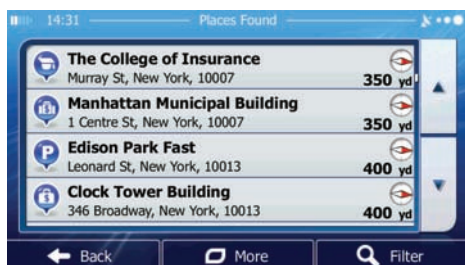 14:31 Places Found
The College of Insurance
Murray St, New York, 10007
350 yd
Manhattan Municipal Building
1 Centre St, New York, 10007
350 yd
Edison Park Fast
Leonard St, New York, 10013
400 yd
Clock Tower Building
346 Broadway, New York, 10013
400 yd
Back More Filter